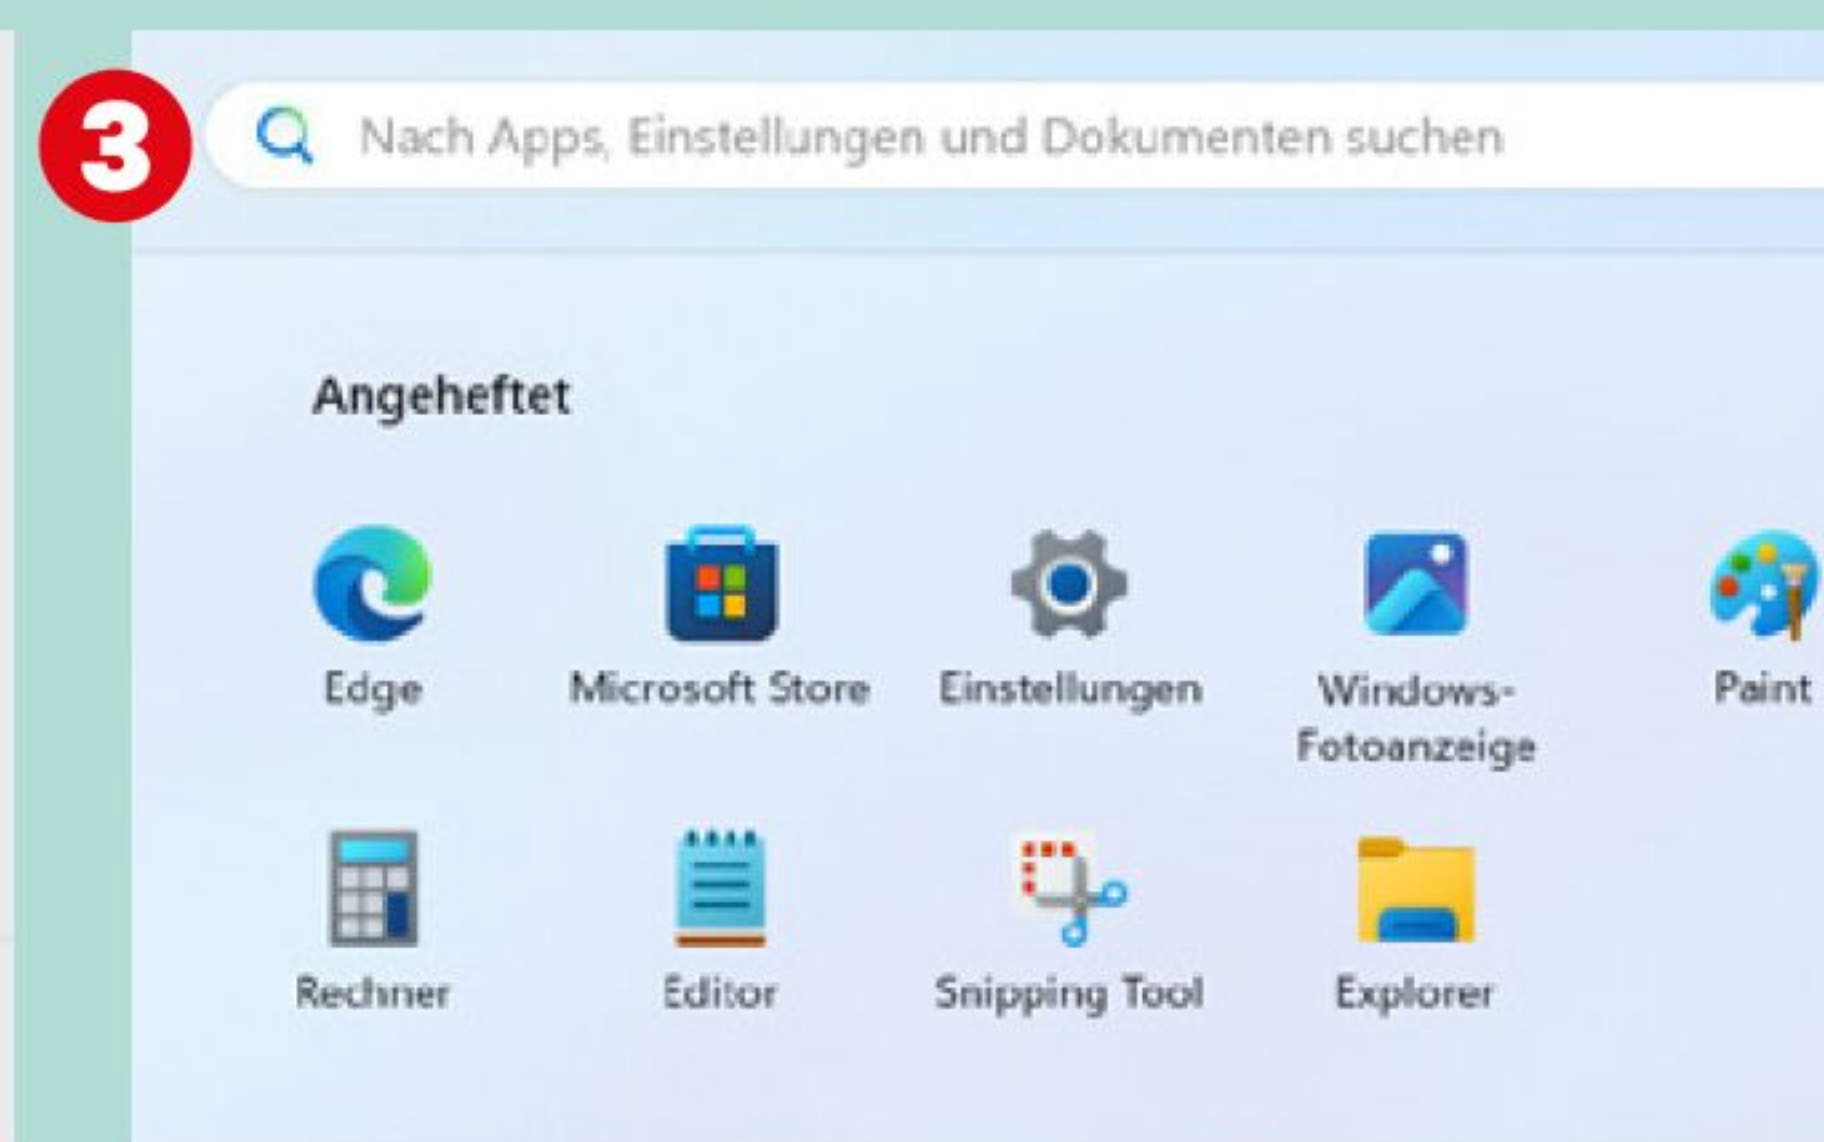 3
Nach Apps, Einstellungen und Dokumenten suchen
Angeheftet
Edge
Microsoft Store
Einstellungen
Windows-
Fotoanzeige
Paint
Rechner
Editor
Snipping Tool
Explorer